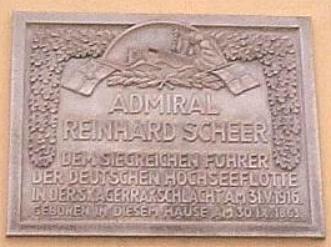 ADMIRAL
REINHARD SCHEER
DEM SIEGREICHEN FÜHRER
DER DEUTSCHEN HOCHSEEFLOTTE
IN DER SKAGERRAKSCHLACHT AM 31.V.1916.
GEBOREN IN DIESEM HAUSE AM 30.IX.1863.